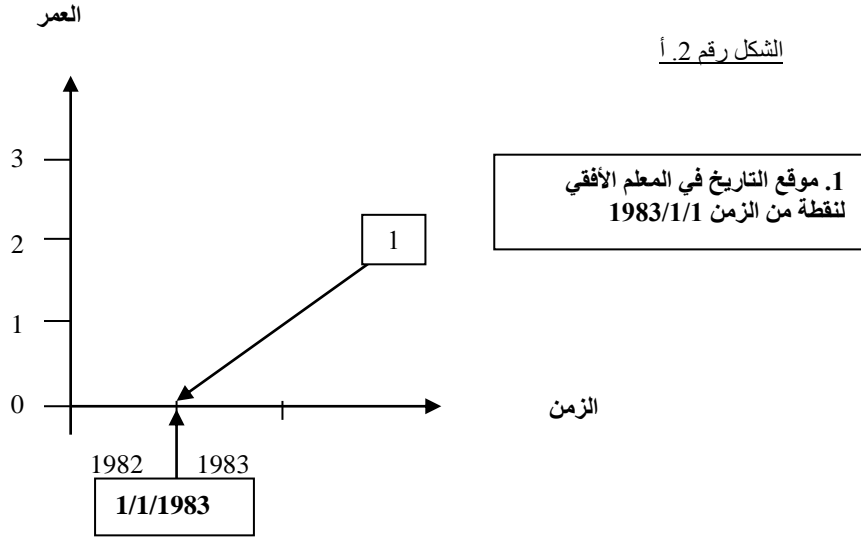 العمر
الشكل رقم 2. أ
3
1. موقع التاريخ في المعلم الأفقي
لنقطة من الزمن 1983/1/1
2
1
1
0
الزمن
1982 1983
1/1/1983